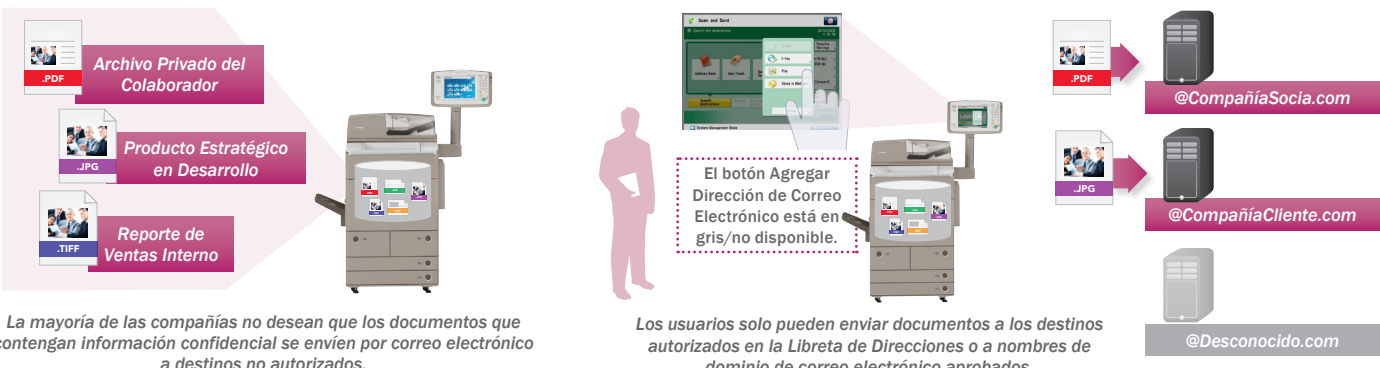 .PDF
Archivo Privado del
Colaborador
.JPG
Producto Estratégico
en Desarrollo
.TIFF
Reporte de
Ventas Interno
La mayoría de las compañías no desean que los documentos que
contengan información confidencial se envíen por correo electrónico
a destinos no autorizados.
Scan and Send
El botón Agregar
Dirección de Correo
Electrónico está en
gris/no disponible.
.PDF
@CompañíaSocia.com
.JPG
@CompañíaCliente.com
@Desconocido.com
Los usuarios solo pueden enviar documentos a los destinos
autorizados en la Libreta de Direcciones o a nombres de
dominio de correo electrónico aprobados.